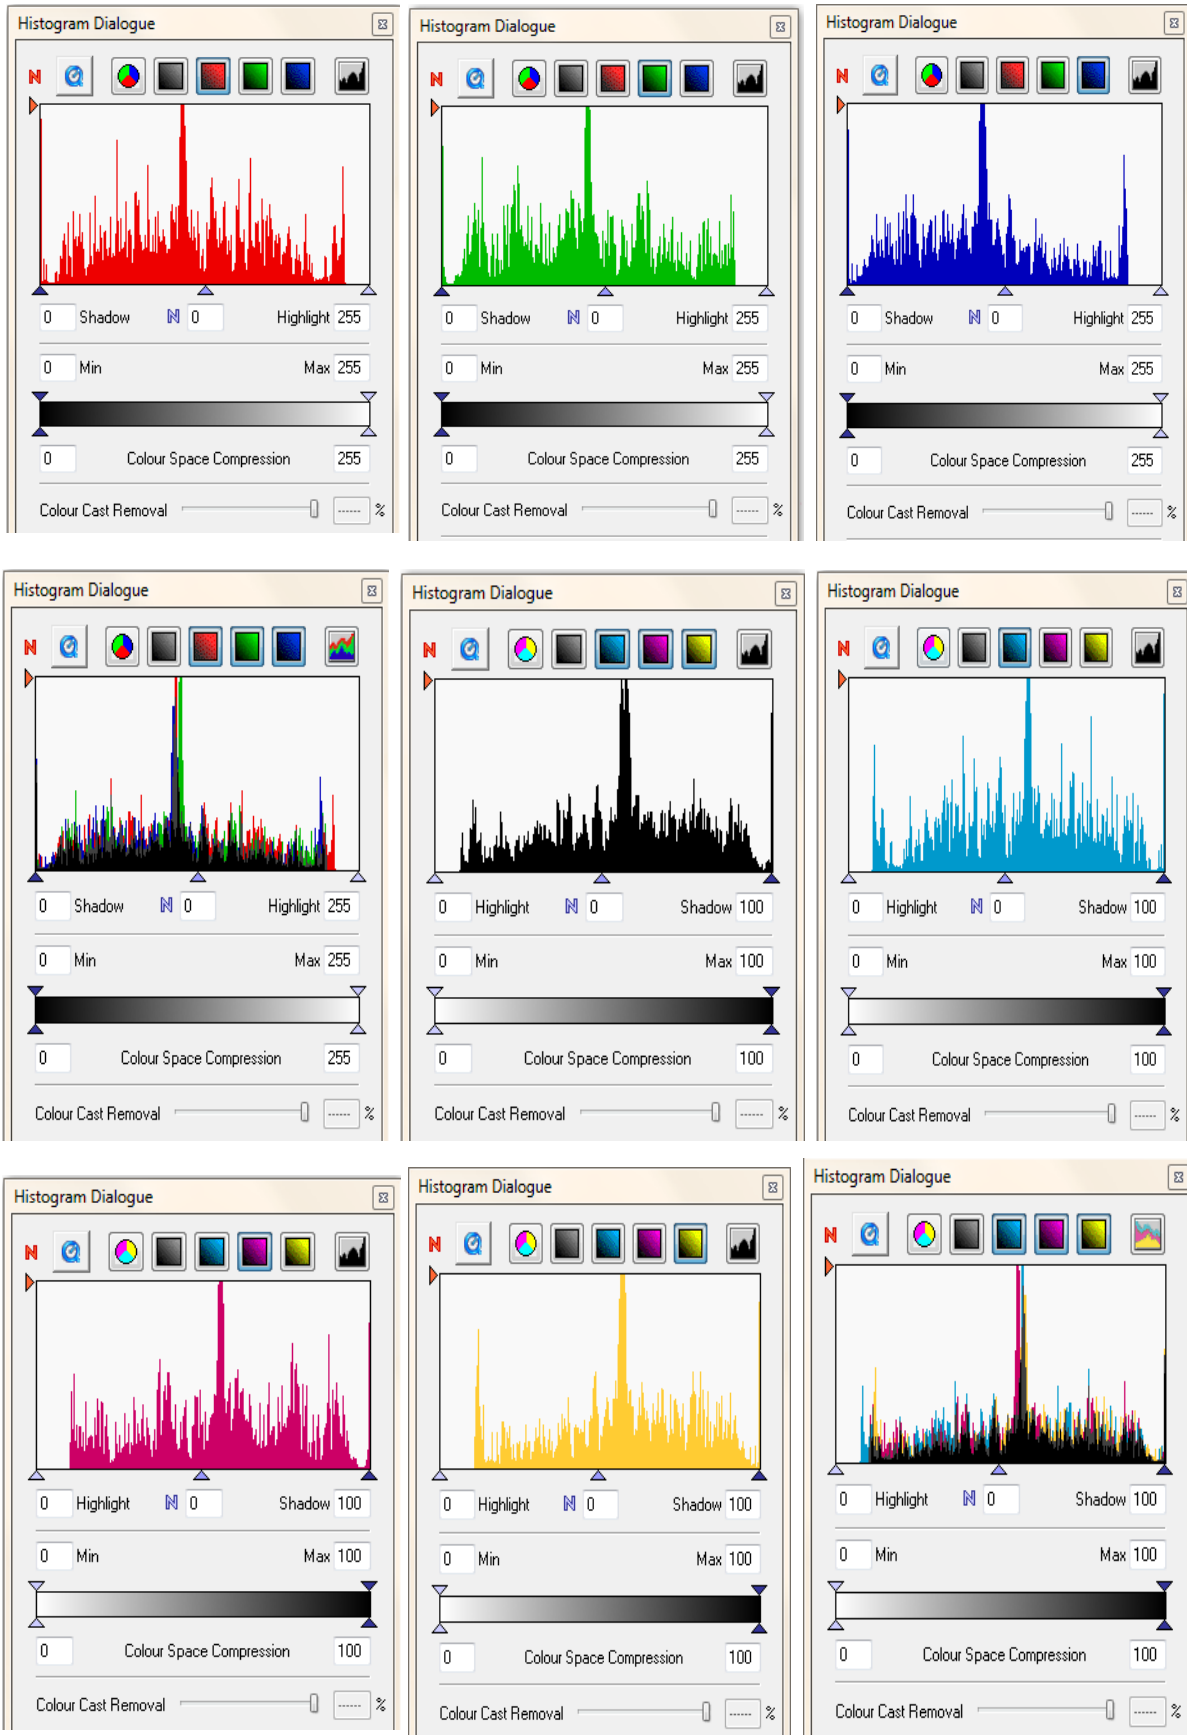 Histogram Dialogue
N
0 Shadow N 0 Highlight 255
0 Min Max 255
0 Colour Space Compression 255
Colour Cast Removal ----- %
Histogram Dialogue
N
0 Shadow N 0 Highlight 255
0 Min Max 255
0 Colour Space Compression 255
Colour Cast Removal ----- %
Histogram Dialogue
N
0 Shadow N 0 Highlight 255
0 Min Max 255
0 Colour Space Compression 255
Colour Cast Removal ----- %
Histogram Dialogue
N
0 Shadow N 0 Highlight 255
0 Min Max 255
0 Colour Space Compression 255
Colour Cast Removal ----- %
Histogram Dialogue
N
0 Highlight N 0 Shadow 100
0 Min Max 100
0 Colour Space Compression 100
Colour Cast Removal ----- %
Histogram Dialogue
N
0 Highlight N 0 Shadow 100
0 Min Max 100
0 Colour Space Compression 100
Colour Cast Removal ----- %
Histogram Dialogue
N
0 Highlight N 0 Shadow 100
0 Min Max 100
0 Colour Space Compression 100
Colour Cast Removal ----- %
Histogram Dialogue
N
0 Highlight N 0 Shadow 100
0 Min Max 100
0 Colour Space Compression 100
Colour Cast Removal ----- %
Histogram Dialogue
N
0 Highlight N 0 Shadow 100
0 Min Max 100
0 Colour Space Compression 100
Colour Cast Removal ----- %